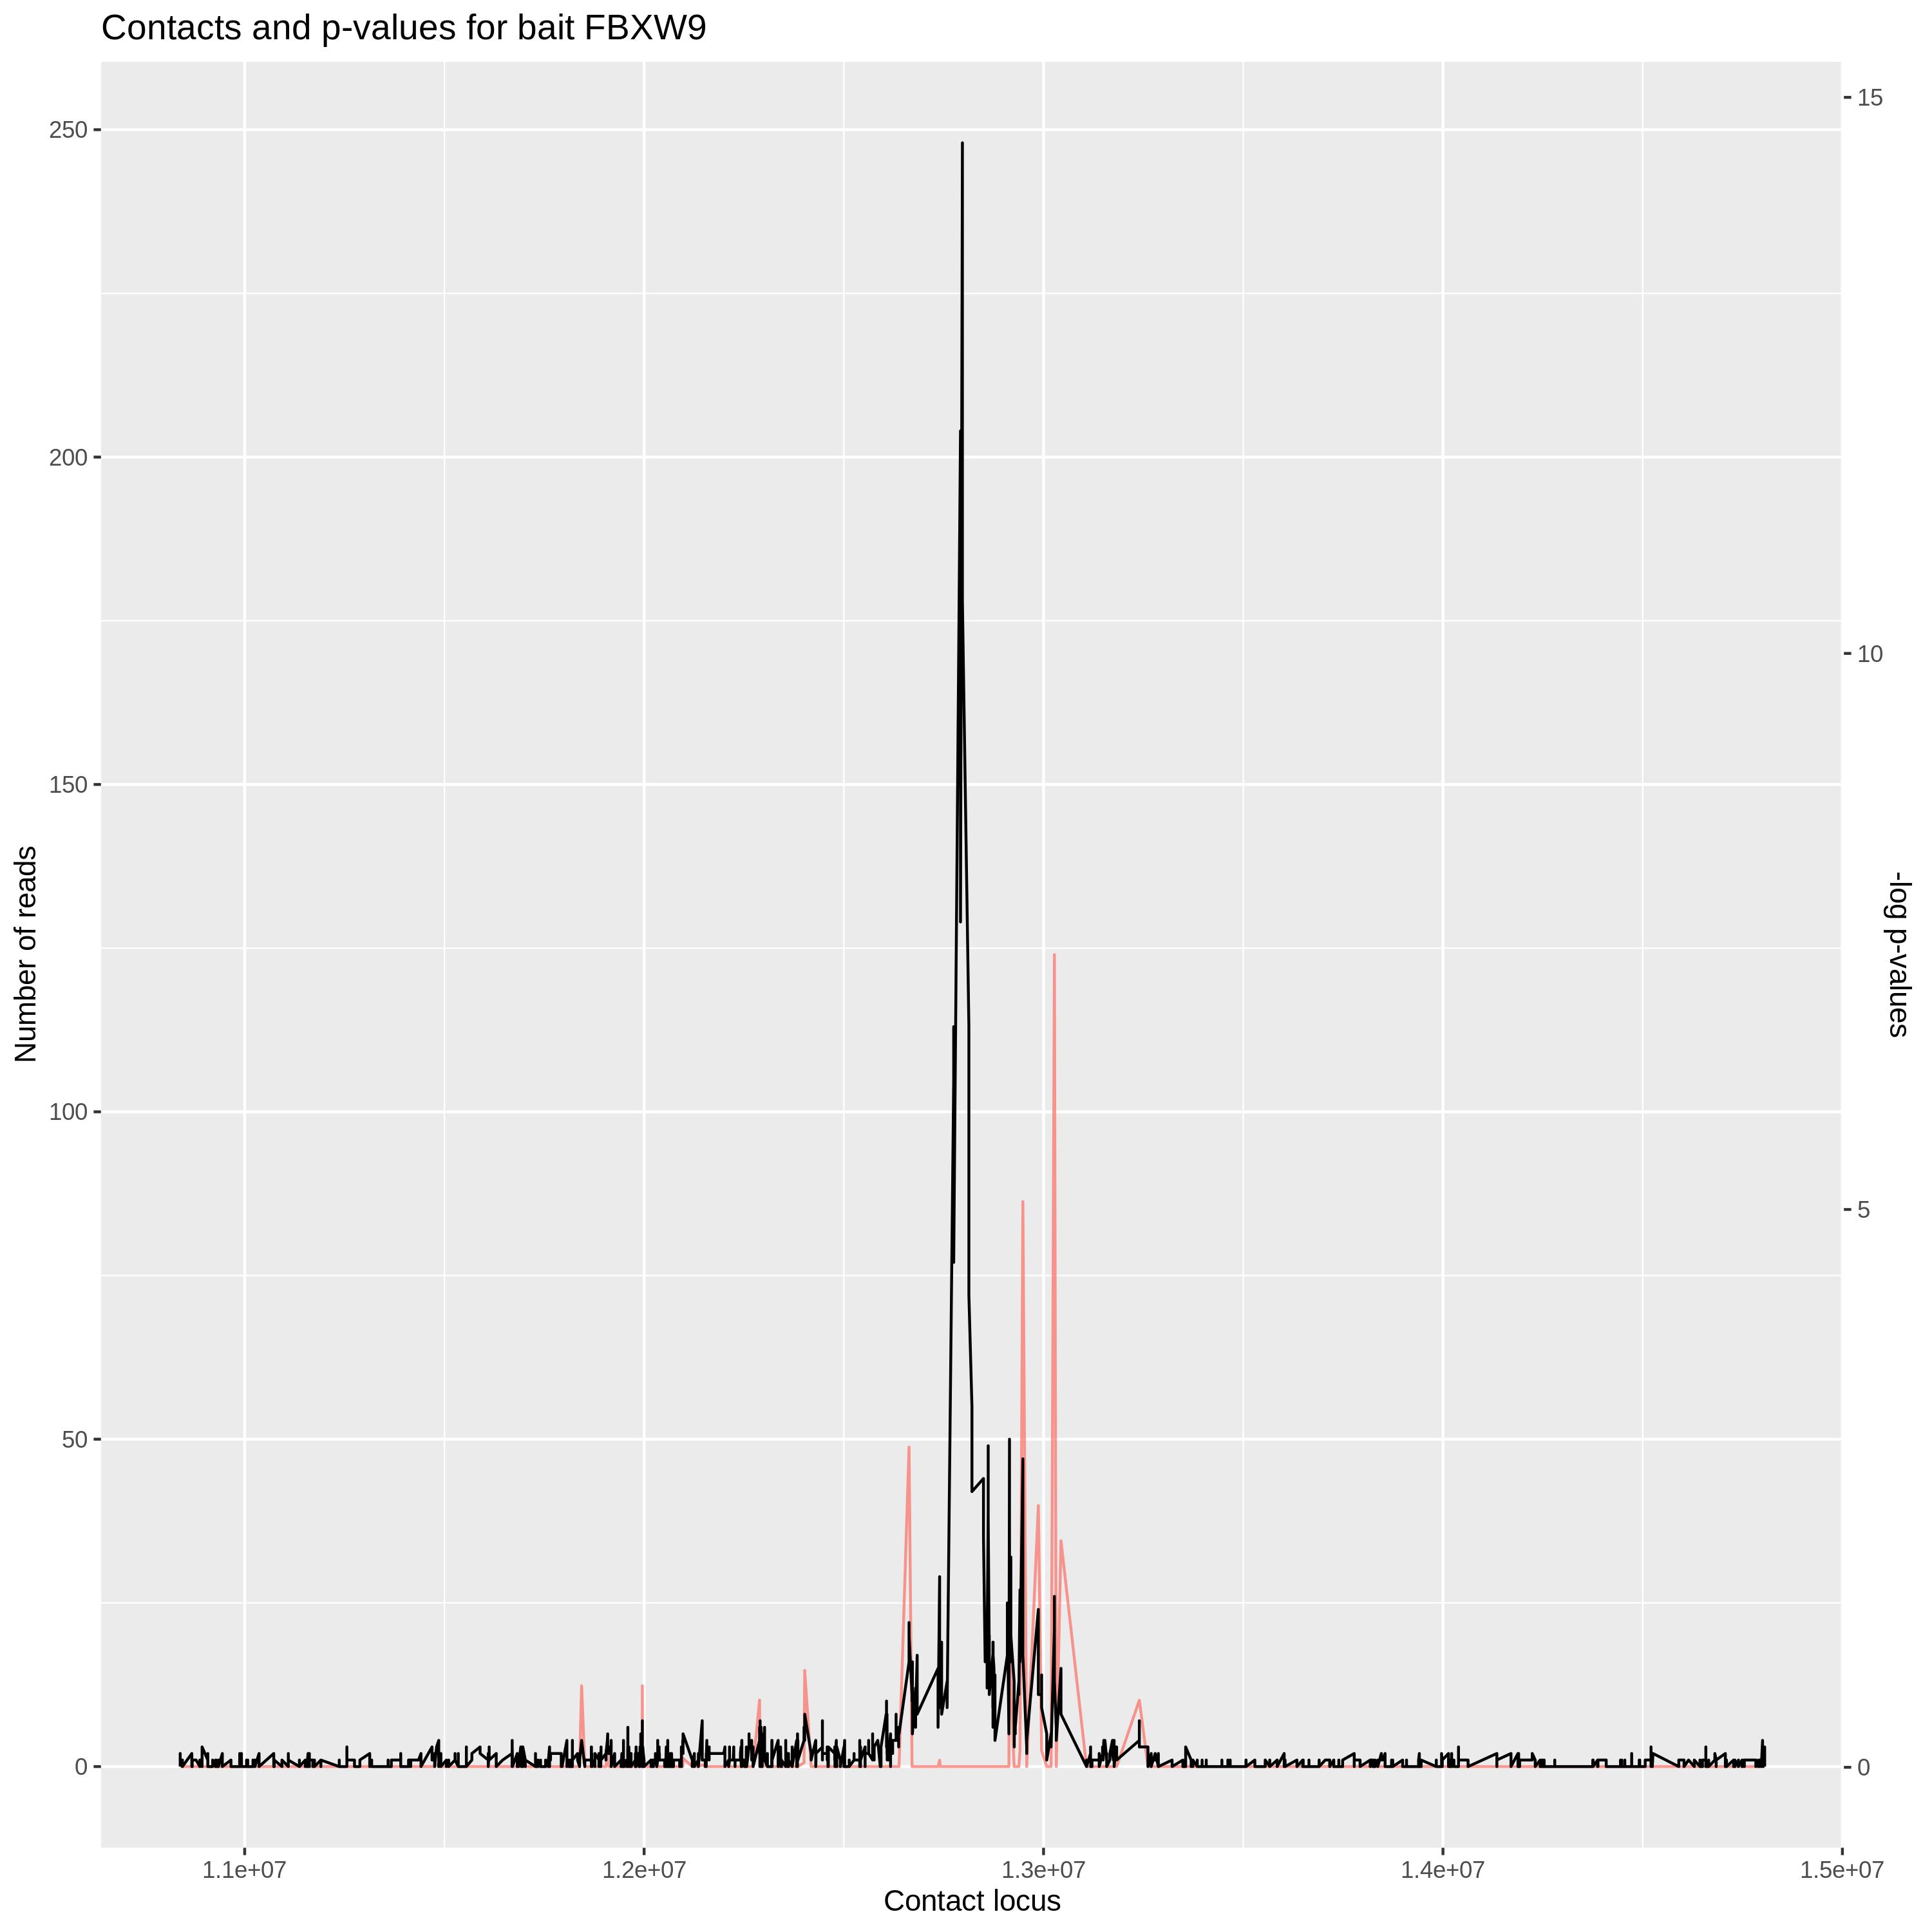 Contacts and p-values for bait FBXW9
250
200
150
100
50
0
Number of reads
15
10
5
0
-log p-values
1.1e+07
1.2e+07
1.3e+07
1.4e+07
1.5e+07
Contact locus